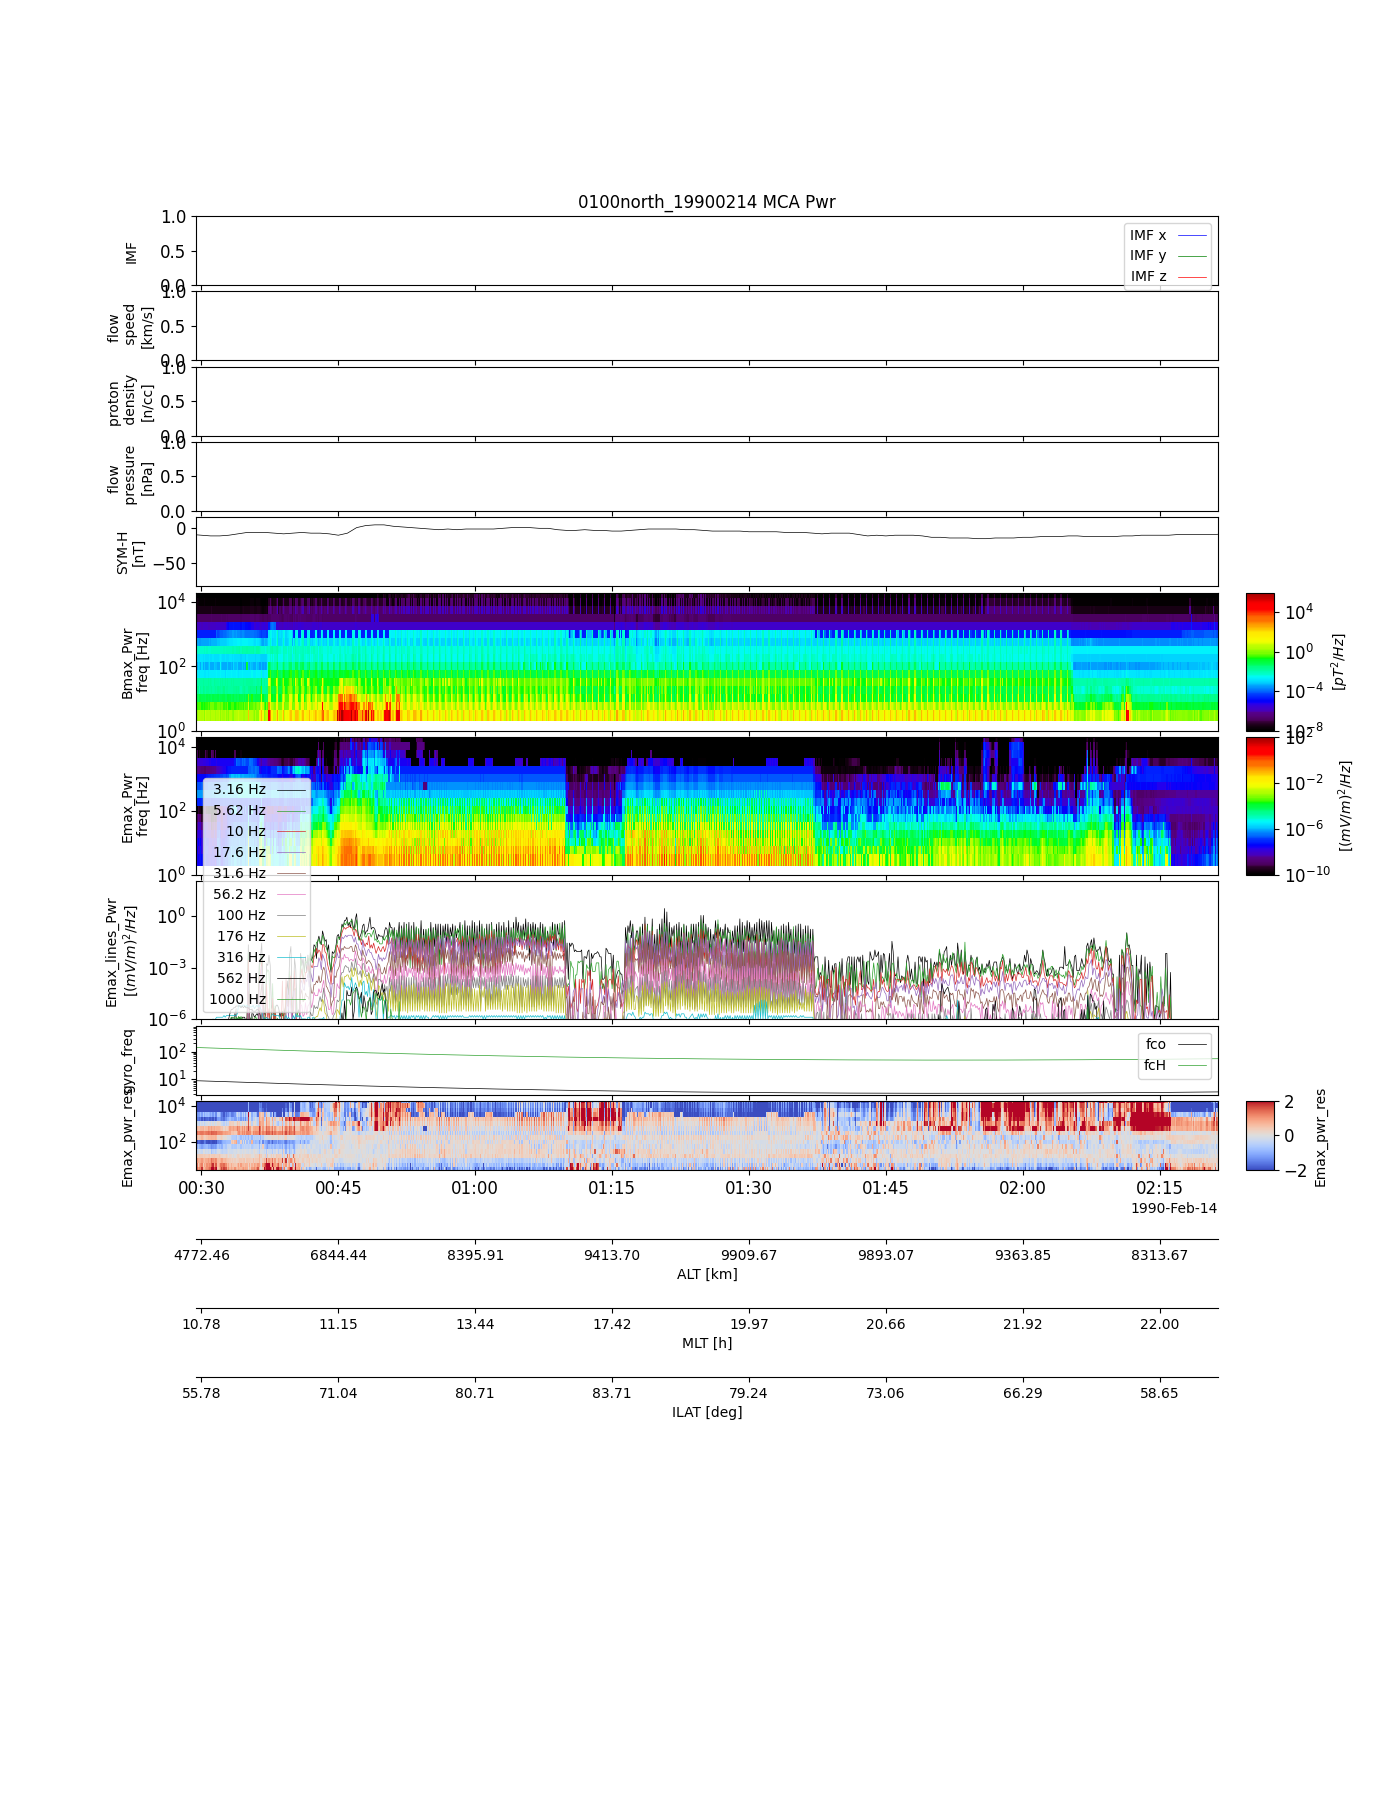 0100north_19900214 MCA Pwr
1.0
0.5
0.0
IMF
IMF x
IMF y
IMF z
1.0
0.5
0.0
flow
speed
[km/s]
1.0
0.5
0.0
proton
density
[n/cc]
1.0
0.5
0.0
flow
pressure
[nPa]
0
−50
SYM-H
[nT]
10^4
10^2
10^0
Bmax_Pwr
freq [Hz]
10^4
10^0
10^−4
10^−8
[pT^2/Hz]
10^4
10^2
10^0
Emax_Pwr
freq [Hz]
10^2
10^−2
10^−6
10^−10
[(mV/m)^2/Hz]
3.16 Hz
5.62 Hz
10 Hz
17.6 Hz
31.6 Hz
56.2 Hz
100 Hz
176 Hz
316 Hz
562 Hz
1000 Hz
10^0
10^−3
10^−6
Emax_lines_Pwr
[(mV/m)^2/Hz]
10^2
10^1
gyro_freq
fco
fcH
10^4
10^2
Emax_pwr_res
2
0
−2
Emax_pwr_res
00:30 00:45 01:00 01:15 01:30 01:45 02:00 02:15
1990-Feb-14
4772.46 6844.44 8395.91 9413.70 9909.67 9893.07 9363.85 8313.67
ALT [km]
10.78 11.15 13.44 17.42 19.97 20.66 21.92 22.00
MLT [h]
55.78 71.04 80.71 83.71 79.24 73.06 66.29 58.65
ILAT [deg]